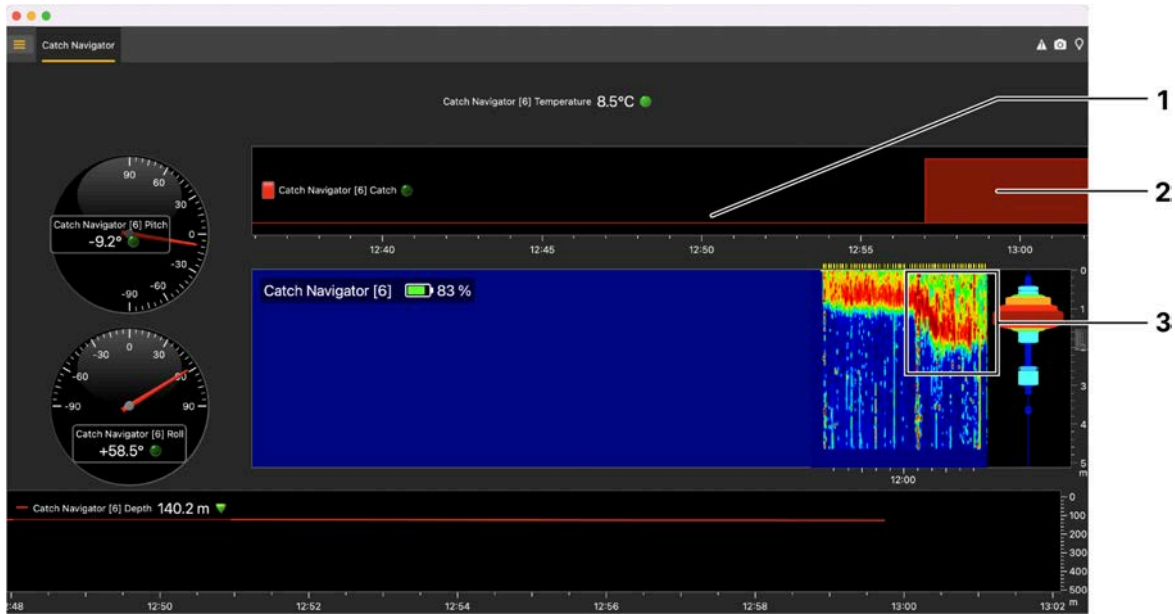 Catch Navigator
Catch Navigator [6] Temperature 8.5°C
1
90
60
30
0
-30
-60
-90
Catch Navigator [6] Pitch
-9.2°
Catch Navigator [6] Catch
2
12:40 12:45 12:50 12:55 13:00
Catch Navigator [6] 83 %
0
1
3
3
4
5
m
12:00
0
-30 30
-60 60
-90 90
Catch Navigator [6] Roll
+58.5°
Catch Navigator [6] Depth 140.2 m
0
100
200
300
400
500
m
:48 12:50 12:52 12:54 12:56 12:58 13:00 13:02